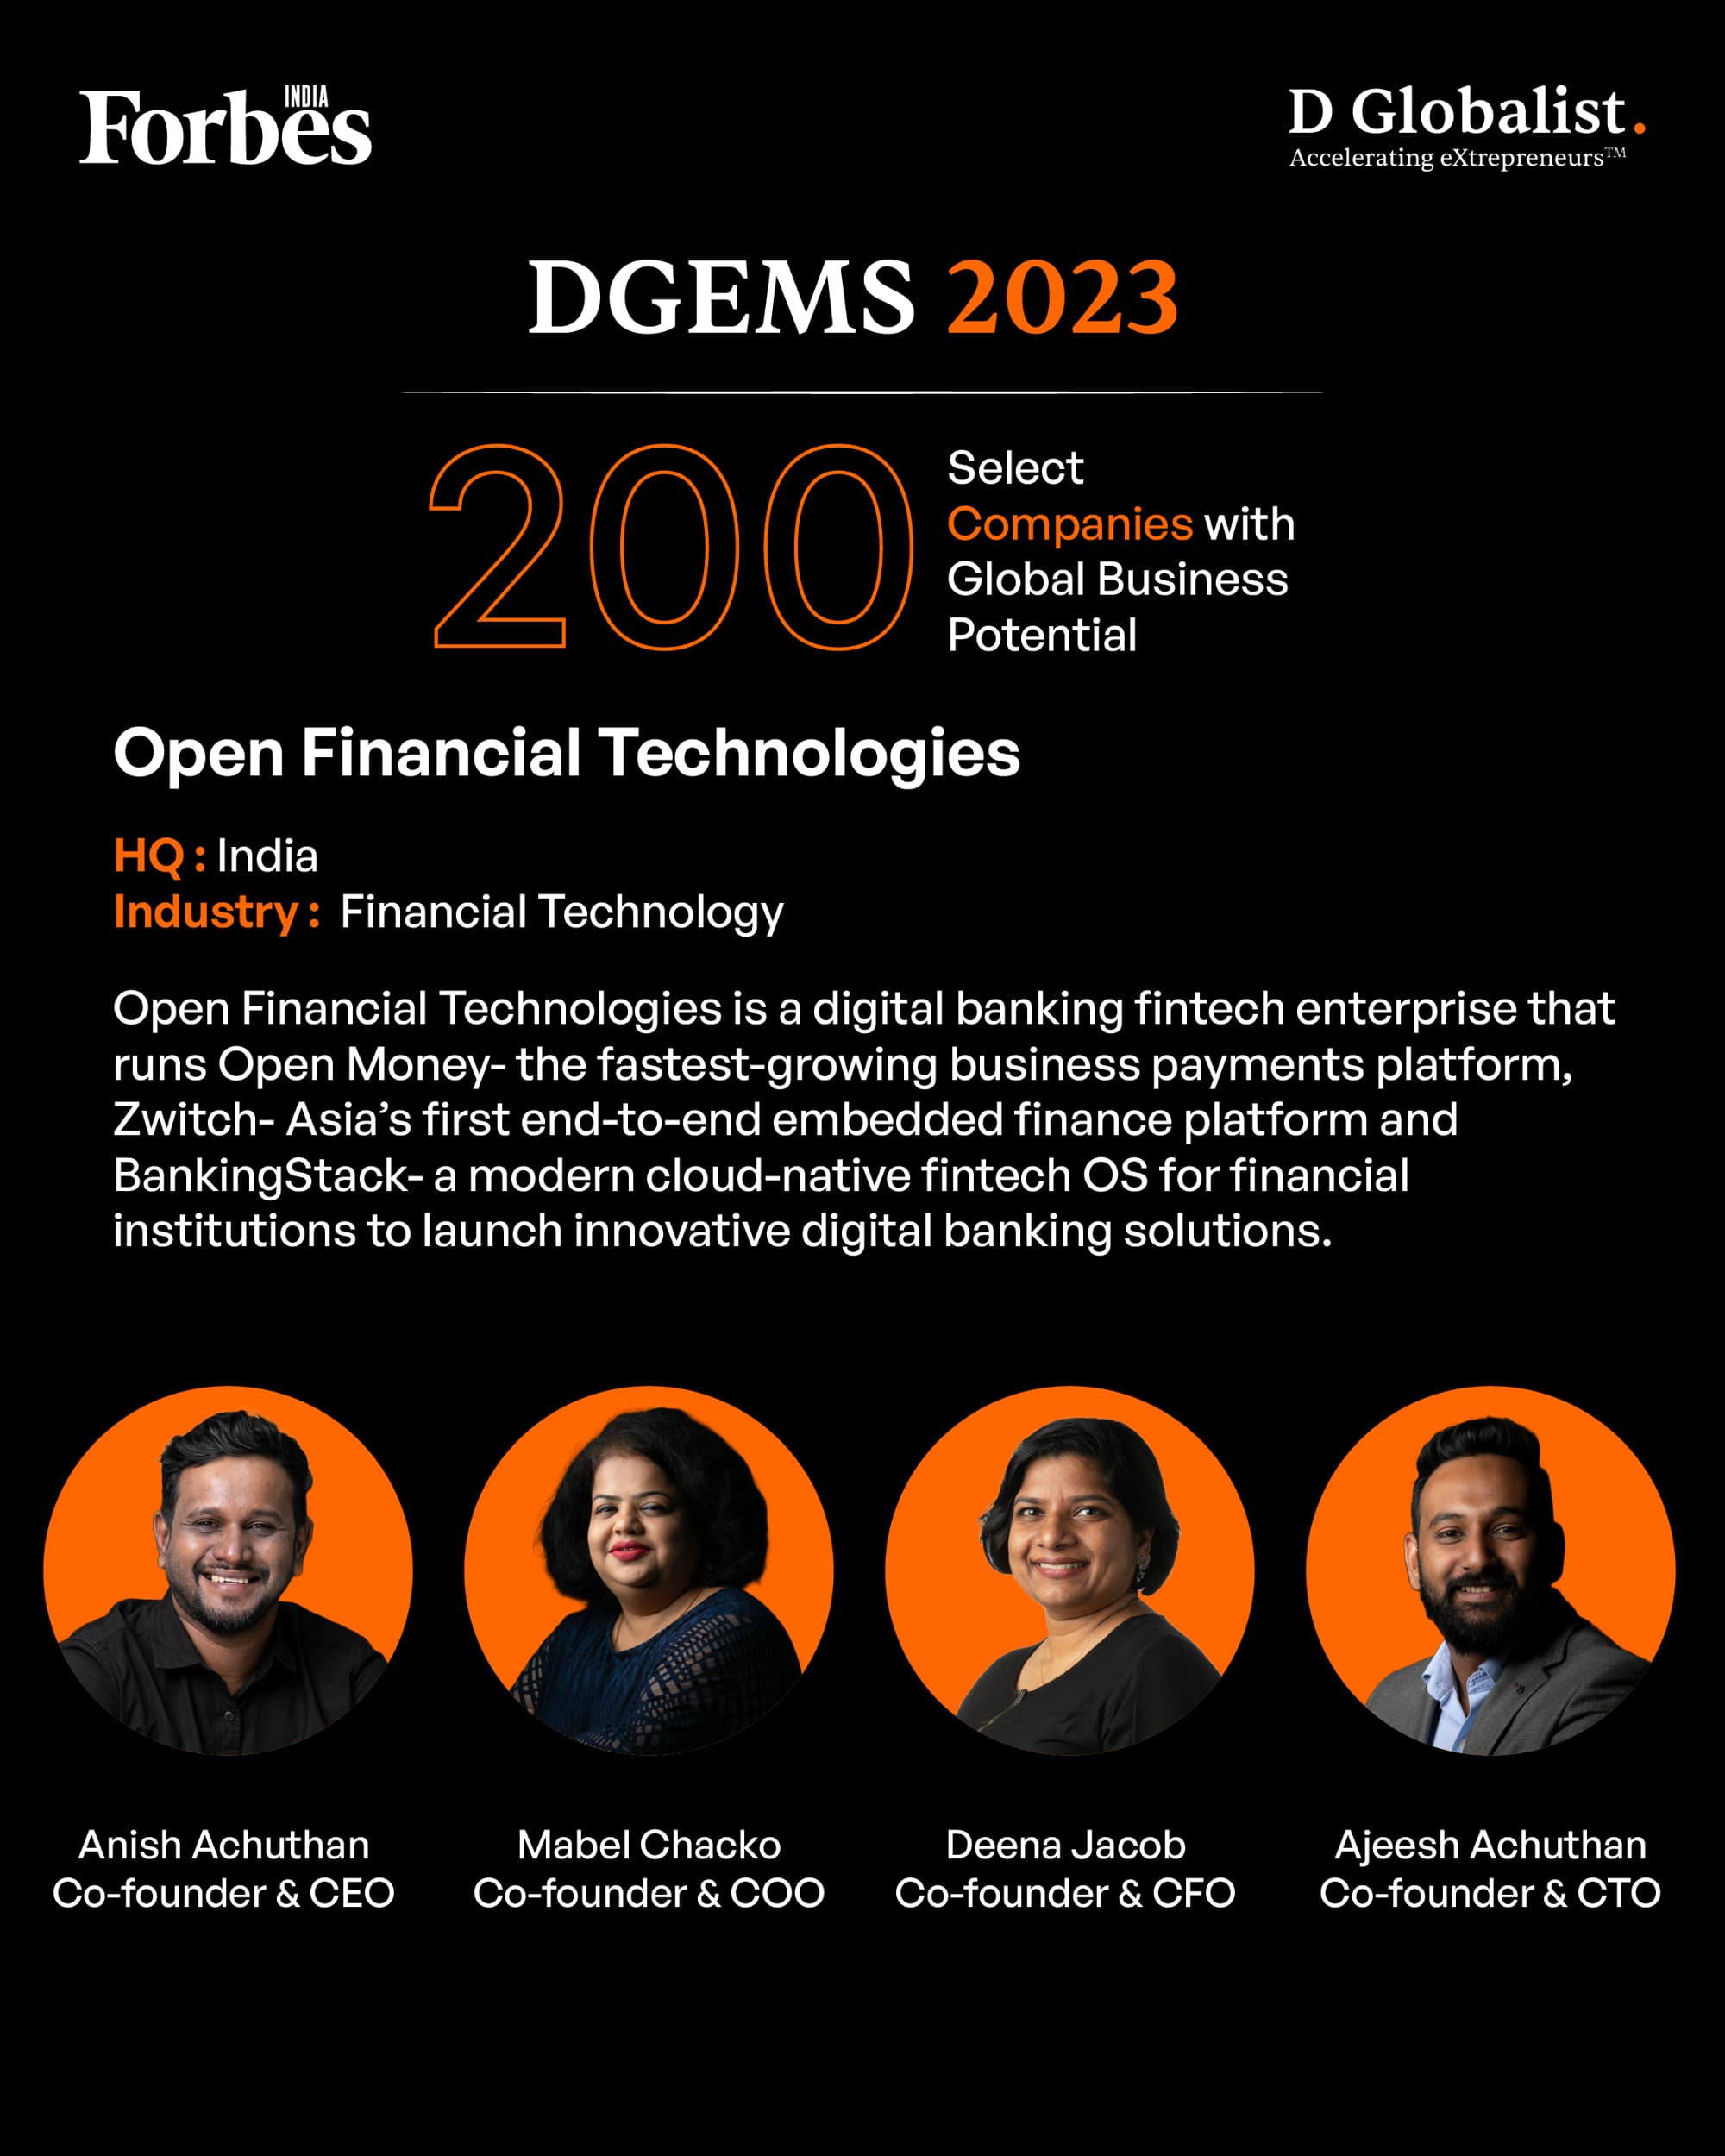 Forbes INDIA
D Globalist.
Accelerating eXtrepreneurs™
DGEMS 2023
200
Select
Companies with
Global Business
Potential
Open Financial Technologies
HQ : India
Industry : Financial Technology
Open Financial Technologies is a digital banking fintech enterprise that
runs Open Money- the fastest-growing business payments platform,
Zwitch- Asia’s first end-to-end embedded finance platform and
BankingStack- a modern cloud-native fintech OS for financial
institutions to launch innovative digital banking solutions.
Anish Achuthan
Co-founder & CEO
Mabel Chacko
Co-founder & COO
Deena Jacob
Co-founder & CFO
Ajeesh Achuthan
Co-founder & CTO